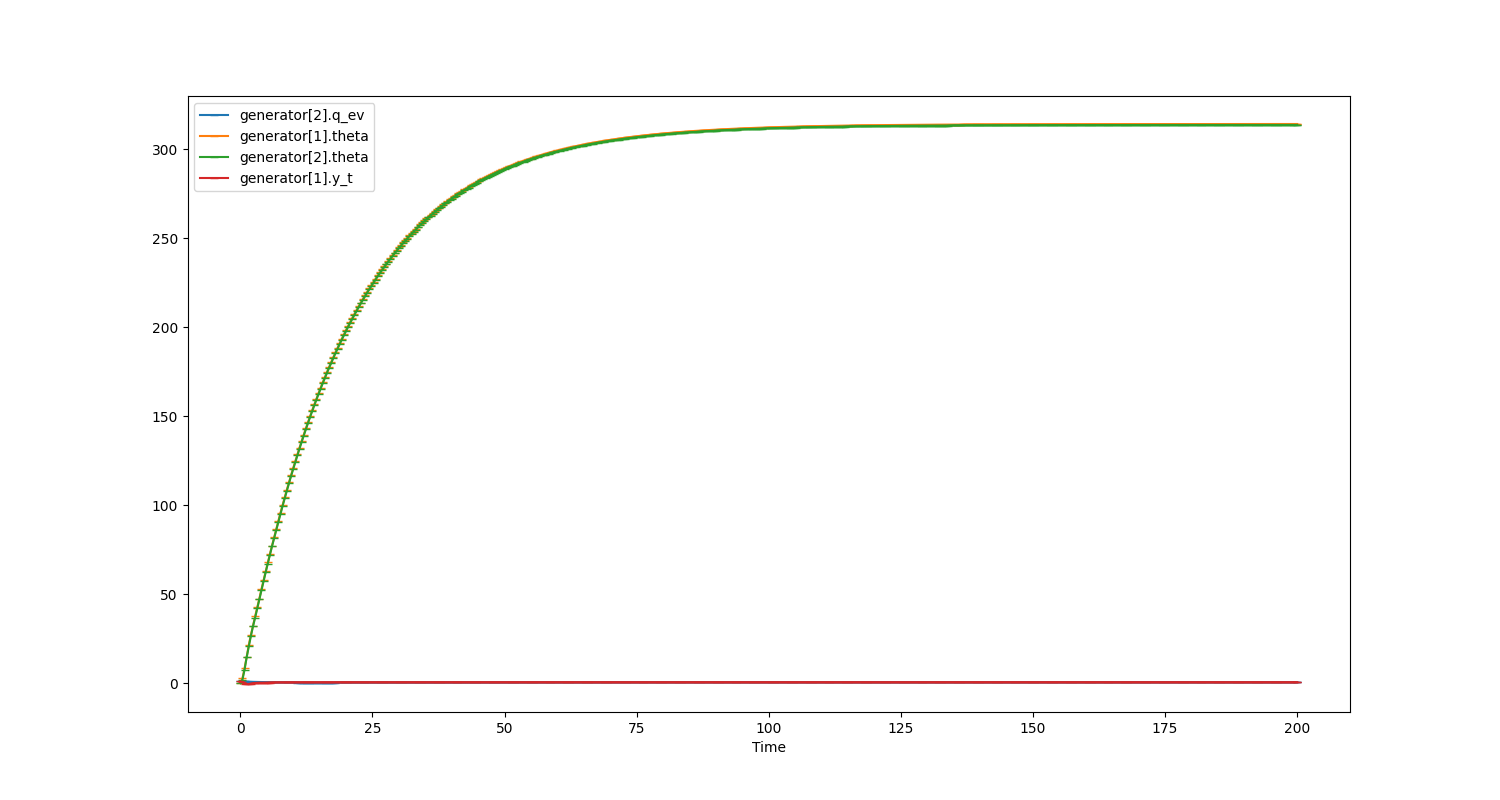 generator[2].q_ev
generator[1].theta
generator[2].theta
generator[1].y_t
300
250
200
150
100
50
0
0 25 50 75 100 125 150 175 200
Time